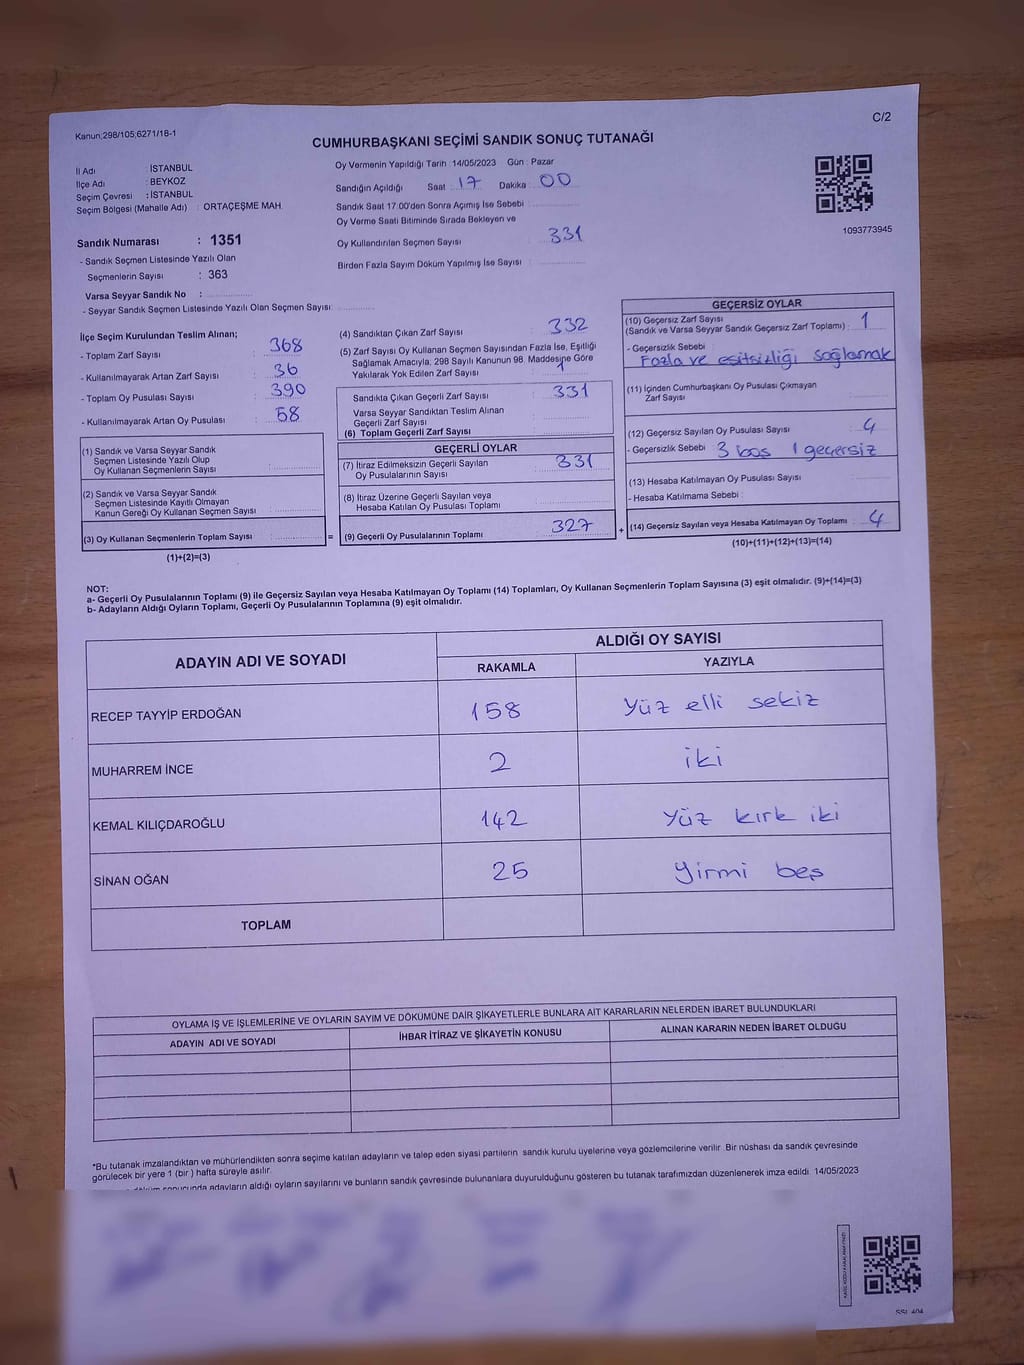 Kanun;298/105;6271/18-1
C/2
CUMHURBAŞKANI SEÇİMİ SANDIK SONUÇ TUTANAĞI
İl Adı : İSTANBUL
İlçe Adı : BEYKOZ
Seçim Çevresi : İSTANBUL
Seçim Bölgesi (Mahalle Adı) : ORTAÇEŞME MAH.
Oy Vermenin Yapıldığı Tarih :14/05/2023 Gün : Pazar
Sandığın Açıldığı Saat 17 Dakika 00
Sandık Saat 17:00'den Sonra Açımış İse Sebebi :
Oy Verme Saati Bitiminde Sırada Bekleyen ve
Oy Kullandırılan Seçmen Sayısı : 331
Birden Fazla Sayım Döküm Yapılmış İse Sayısı :
1093773945
Sandık Numarası : 1351
- Sandık Seçmen Listesinde Yazılı Olan
Seçmenlerin Sayısı : 363
Varsa Seyyar Sandık No :
- Seyyar Sandık Seçmen Listesinde Yazılı Olan Seçmen Sayısı:
İlçe Seçim Kurulundan Teslim Alınan;
- Toplam Zarf Sayısı : 368
- Kullanılmayarak Artan Zarf Sayısı : 36
- Toplam Oy Pusulası Sayısı : 390
- Kullanılmayarak Artan Oy Pusulası : 58
(1) Sandık ve Varsa Seyyar Sandık
Seçmen Listesinde Yazılı Olup
Oy Kullanan Seçmenlerin Sayısı :
(2) Sandık ve Varsa Seyyar Sandık
Seçmen Listesinde Kayıtlı Olmayan
Kanun Gereği Oy Kullanan Seçmen Sayısı :
(3) Oy Kullanan Seçmenlerin Toplam Sayısı :
(1)+(2)=(3)
=
(4) Sandıktan Çıkan Zarf Sayısı : 332
(5) Zarf Sayısı Oy Kullanan Seçmen Sayısından Fazla İse, Eşitliği
Sağlamak Amacıyla; 298 Sayılı Kanunun 98. Maddesine Göre
Yakılarak Yok Edilen Zarf Sayısı : 1
Sandıkta Çıkan Geçerli Zarf Sayısı : 331
Varsa Seyyar Sandıktan Teslim Alınan
Geçerli Zarf Sayısı :
(6) Toplam Geçerli Zarf Sayısı :
GEÇERLİ OYLAR
(7) İtiraz Edilmeksizin Geçerli Sayılan
Oy Pusulalarının Sayısı : 331
(8) İtiraz Üzerine Geçerli Sayılan veya
Hesaba Katılan Oy Pusulası Toplamı :
(9) Geçerli Oy Pusulalarının Toplamı : 327
+
GEÇERSİZ OYLAR
(10) Geçersiz Zarf Sayısı
(Sandık ve Varsa Seyyar Sandık Geçersiz Zarf Toplamı) : 1
- Geçersizlik Sebebi :
Fazla ve eşitsizliği sağlamak
(11) İçinden Cumhurbaşkanı Oy Pusulası Çıkmayan
Zarf Sayısı :
(12) Geçersiz Sayılan Oy Pusulası Sayısı : 4
- Geçersizlik Sebebi : 3 boş 1 geçersiz
(13) Hesaba Katılmayan Oy Pusulası Sayısı :
- Hesaba Katılmama Sebebi :
(14) Geçersiz Sayılan veya Hesaba Katılmayan Oy Toplamı : 4
(10)+(11)+(12)+(13)=(14)
NOT:
a- Geçerli Oy Pusulalarının Toplamı (9) ile Geçersiz Sayılan veya Hesaba Katılmayan Oy Toplamı (14) Toplamları, Oy Kullanan Seçmenlerin Toplam Sayısına (3) eşit olmalıdır. (9)+(14)=(3)
b- Adayların Aldığı Oyların Toplamı, Geçerli Oy Pusulalarının Toplamına (9) eşit olmalıdır.
ADAYIN ADI VE SOYADI
ALDIĞI OY SAYISI
RAKAMLA YAZIYLA
RECEP TAYYİP ERDOĞAN 158 Yüz elli sekiz
MUHARREM İNCE 2 iki
KEMAL KILIÇDAROĞLU 142 Yüz kırk iki
SİNAN OĞAN 25 Yirmi beş
TOPLAM
OYLAMA İŞ VE İŞLEMLERİNE VE OYLARIN SAYIM VE DÖKÜMÜNE DAİR ŞİKAYETLERLE BUNLARA AİT KARARLARIN NELERDEN İBARET BULUNDUKLARI
ADAYIN ADI VE SOYADI İHBAR İTİRAZ VE ŞİKAYETİN KONUSU ALINAN KARARIN NEDEN İBARET OLDUĞU
*Bu tutanak imzalandıktan ve mühürlendikten sonra seçime katılan adayların ve talep eden siyasi partilerin sandık kurulu üyelerine veya gözlemcilerine verilir. Bir nüshası da sandık çevresinde
görülecek bir yere 1 (bir ) hafta süreyle asılır.
adayların aldığı oyların sayılarını ve bunların sandık çevresinde bulunanlara duyurulduğunu gösteren bu tutanak tarafımızdan düzenlenerek imza edildi. 14/05/2023